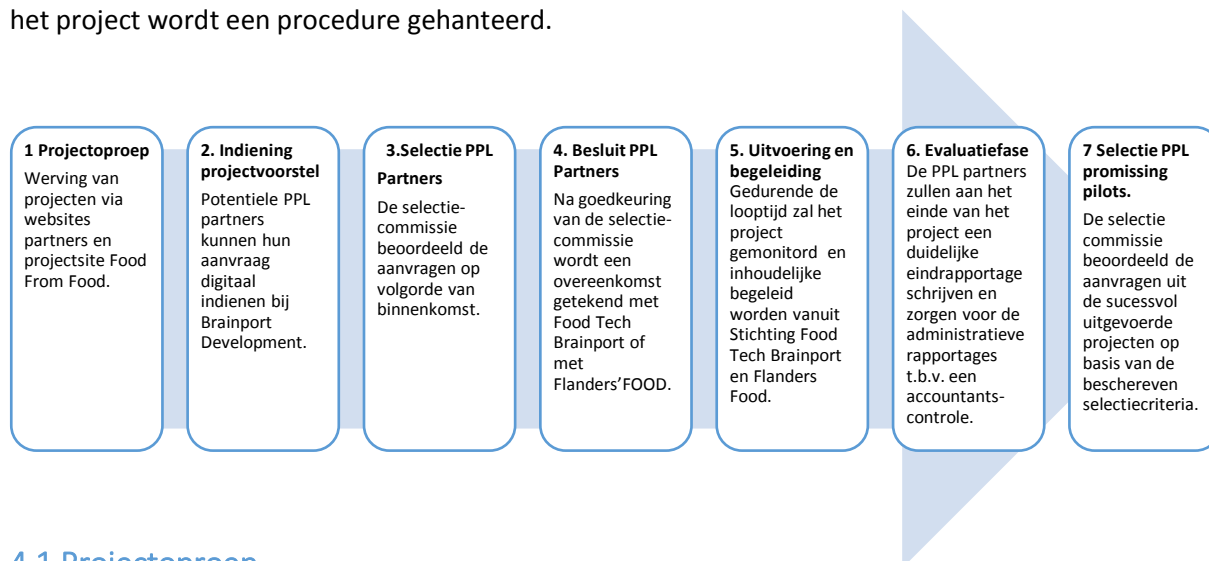 het project wordt een procedure gehanteerd.
1 Projectoproep
Werving van
projecten via
websites
partners en
projectsite Food
From Food.
2. Indiening
projectvoorstel
Potentiele PPL
partners
kunnen hun
aanvraag
digitaal
indienen bij
Brainport
Development.
3.Selectie PPL
Partners
De selectie-
commissie
beoordeeld de
aanvragen op
volgorde van
binnenkomst.
4. Besluit PPL
Partners
Na goedkeuring
van de selectie-
commissie
wordt een
overeenkomst
getekend met
Food Tech
Brainport of
met
Flanders’FOOD.
5. Uitvoering en
begeleiding
Gedurende de
looptijd zal het
project
gemonitord en
inhoudelijke
begeleid
worden vanuit
Stichting Food
Tech Brainport
en Flanders
Food.
6. Evaluatiefase
De PPL partners
zullen aan het
einde van het
project een
duidelijke
eindrapportage
schrijven en
zorgen voor de
administratieve
rapportages
t.b.v. een
accountants-
controle.
7 Selectie PPL
promissing
pilots.
De selectie
commissie
beoordeeld de
aanvragen uit
de sucessvol
uitgevoerde
projecten op
basis van de
beschereven
selectiecriteria.
4.1 Projectoproep